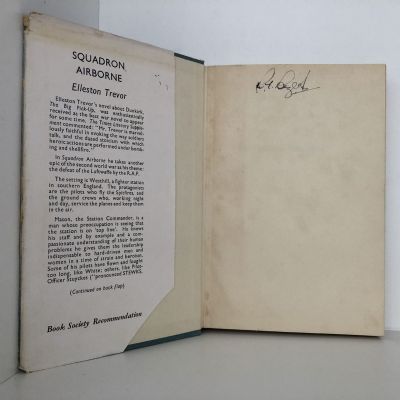 SQUADRON
AIRBORNE
Elleston Trevor
Elleston Trevor's novel about Dunkirk,
The Big Pick-Up, was enthusiastically
received as the best war novel to appear
for some time. The Times Literary Supple-
ment commented: "Mr. Trevor is marvel-
lously faithful in evoking the way soldiers
talk, and the dazed stoicism with which
heroic actions are performed under bomb-
ing and shellfire."
In Squadron Airborne he takes another
epic of the second world war as his theme:
the defeat of the Luftwaffe by the R.A.F.
The setting is Westhill, a fighter station
in southern England. The protagonists
are the pilots who fly the Spitfires, and
the ground crews who, working night
and day, service the planes and keep them
in the air.
Mason, the Station Commander, is a
man whose preoccupation is seeing that
the station is on 'top line'. He knows
his staff and by example and a com-
passionate understanding of their human
problems he gives them the leadership
indispensable to hard-driven men and
women in a time of strain and heroism.
Some of his pilots have flown and fought
too long, like White; others, like Pilot-
Officer Stuyckes ("pronounced STEWKS,
(Continued on back flap)
Book Society Recommendation